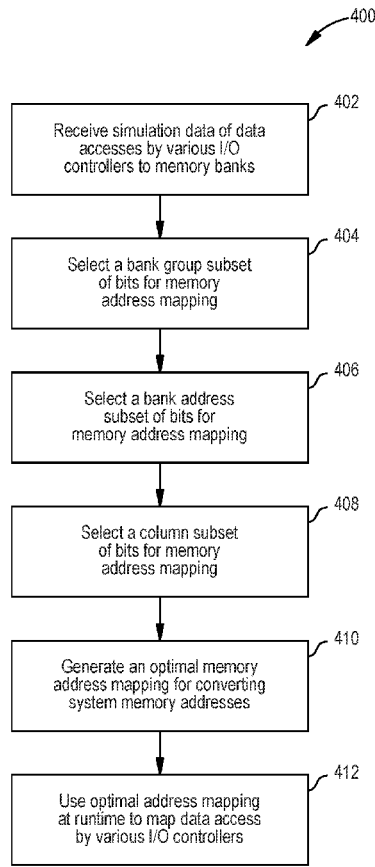 400
402
Receive simulation data of data
accesses by various I/O
controllers to memory banks
404
Select a bank group subset
of bits for memory
address mapping
406
Select a bank address
subset of bits for
memory address mapping
408
Select a column subset
of bits for memory
address mapping
410
Generate an optimal memory
address mapping for converting
system memory addresses
412
Use optimal address mapping
at runtime to map data access
by various I/O controllers